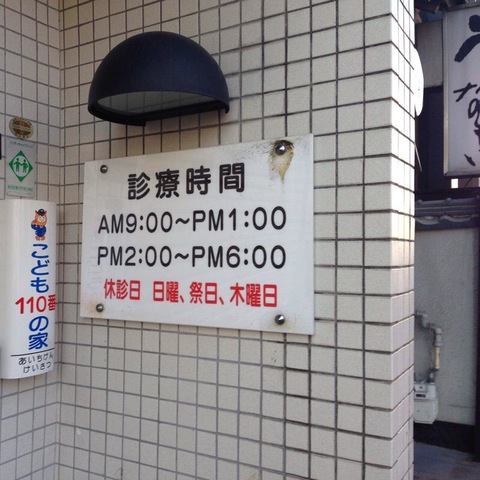 診療時間
AM9:00~PM1:00
PM2:00~PM6:00
休診日 日曜、祭日、木曜日
こども
110番
の家
あいちけん
けいさつ